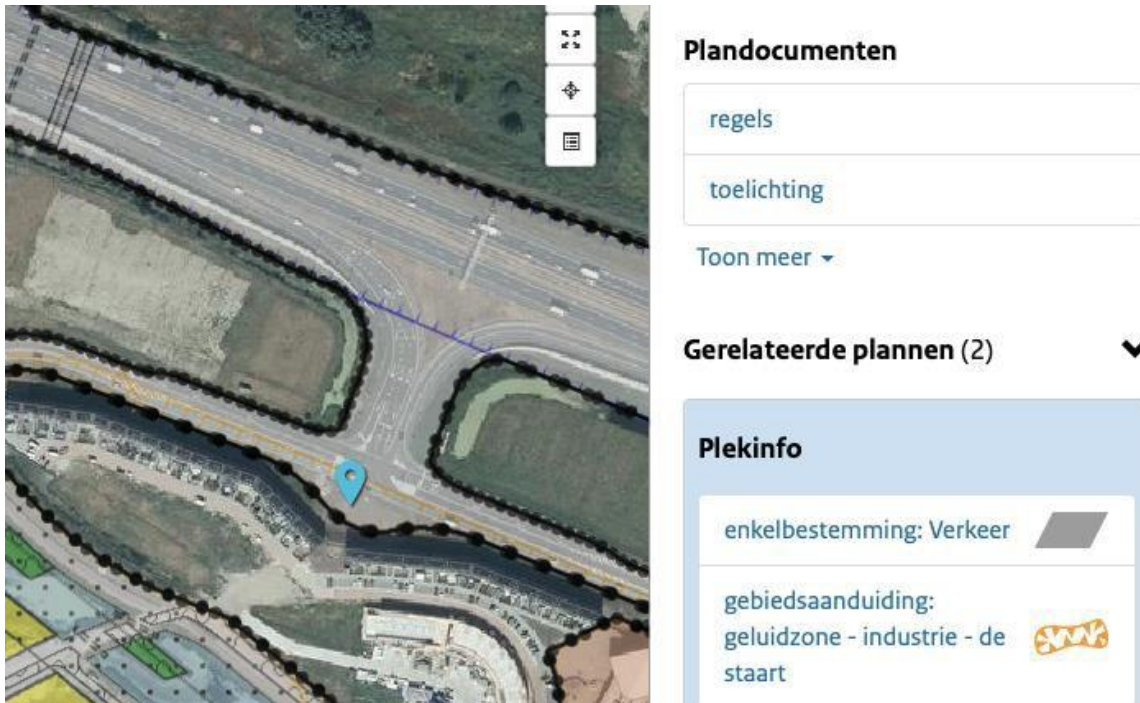 Plandocumenten
regels
toelichting
Toon meer
Gerelateerde plannen (2)
Plekinfo
enkelbestemming: Verkeer
gebiedsaanduiding:
geluidzone - industrie - de
staart